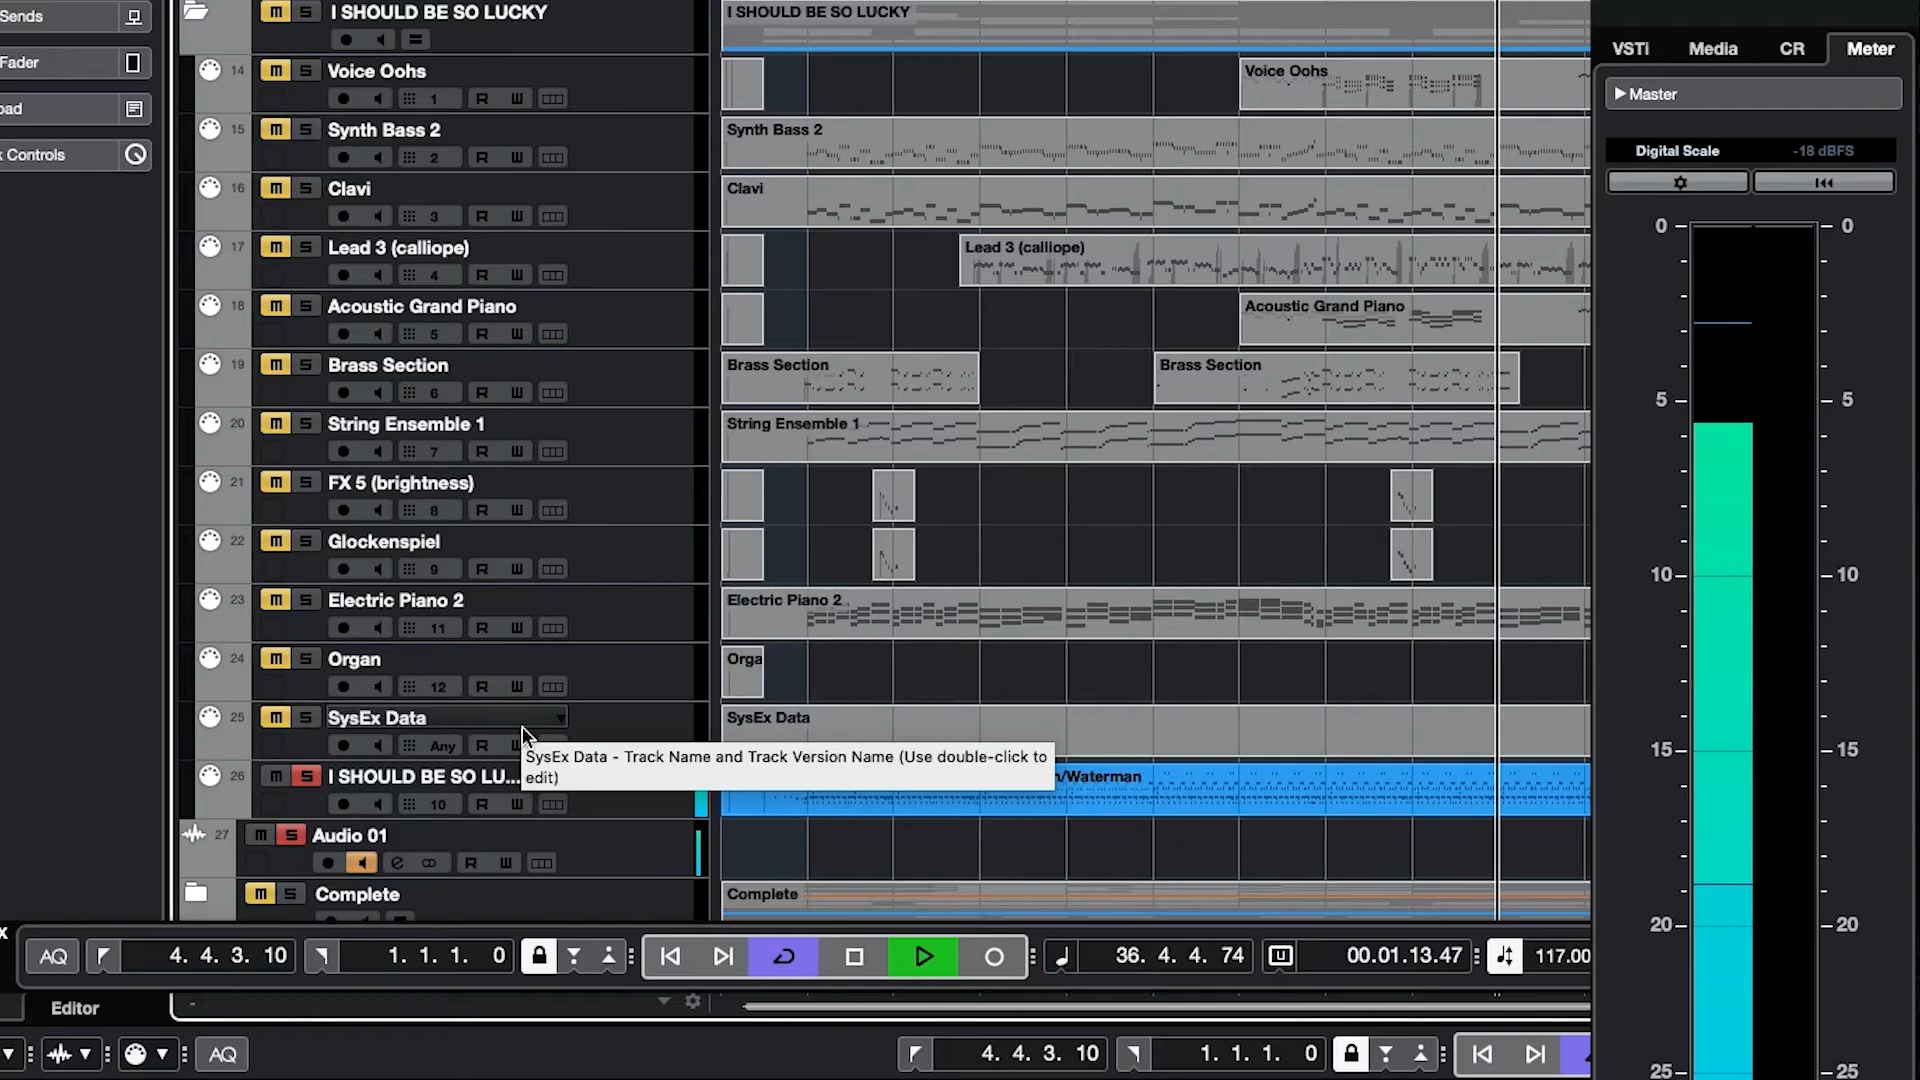 Sends
Fader
oad
Controls
m S I SHOULD BE SO LUCKY
14 m S Voice Oohs
1 R W
15 m S Synth Bass 2
2 R W
16 m S Clavi
3 R W
17 m S Lead 3 (calliope)
4 R W
18 m S Acoustic Grand Piano
5 R W
19 m S Brass Section
6 R W
20 m S String Ensemble 1
7 R W
21 m S FX 5 (brightness)
8 R W
22 m S Glockenspiel
9 R W
23 m S Electric Piano 2
11 R W
24 m S Organ
12 R W
25 m S SysEx Data
Any R W
26 m S I SHOULD BE SO LU...
10 R W
27 m S Audio 01
e R W
m S Complete
I SHOULD BE SO LUCKY
Voice Oohs
Synth Bass 2
Clavi
Lead 3 (calliope)
Acoustic Grand Piano
Brass Section Brass Section
String Ensemble 1
Electric Piano 2
Orga
SysEx Data
SysEx Data - Track Name and Track Version Name (Use double-click to
edit)
n/Waterman
Complete
VSTi Media CR Meter
Master
Digital Scale -18 dBFS
0 0
5 5
10 10
15 15
20 20
25 25
x
AQ 4. 4. 3. 10 1. 1. 1. 0 36. 4. 4. 74 00.01.13.47 117.00
Editor
AQ 4. 4. 3. 10 1. 1. 1. 0